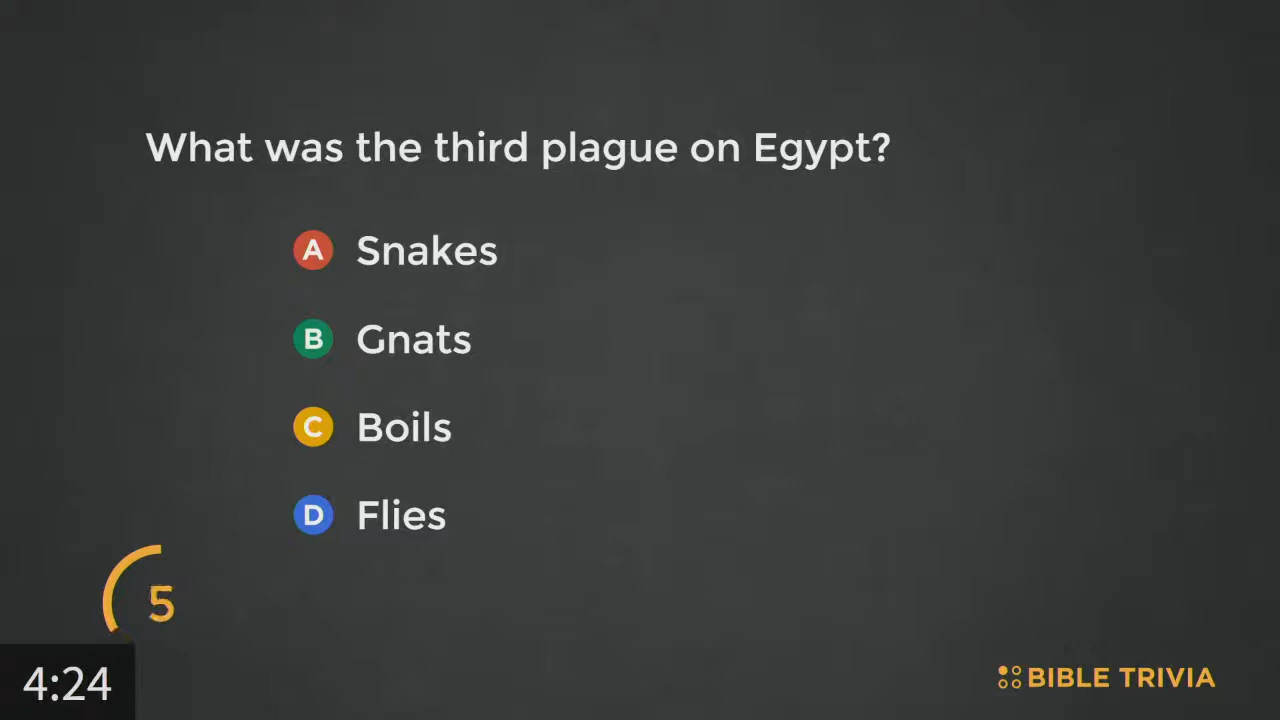 What was the third plague on Egypt?
A Snakes
B Gnats
C Boils
D Flies
5
4:24
BIBLE TRIVIA